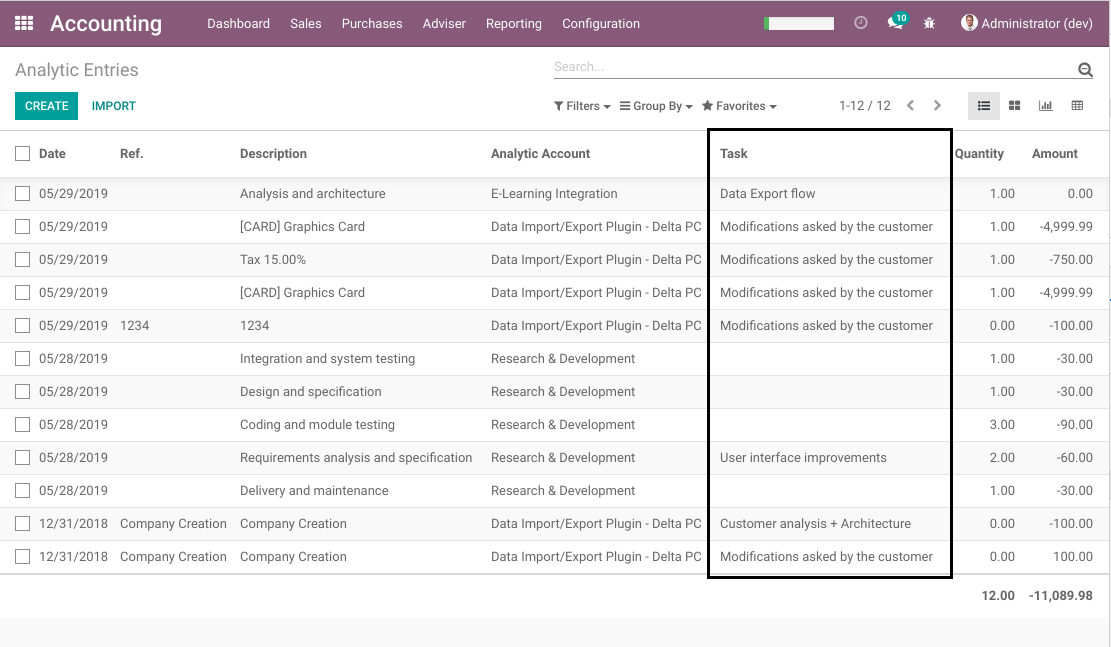 Accounting Dashboard Sales Purchases Adviser Reporting Configuration 10 Administrator (dev)
Analytic Entries Search...
CREATE IMPORT Filters Group By Favorites 1-12 / 12
Date Ref. Description Analytic Account Task Quantity Amount
05/29/2019 Analysis and architecture E-Learning Integration Data Export flow 1.00 0.00
05/29/2019 [CARD] Graphics Card Data Import/Export Plugin - Delta PC Modifications asked by the customer 1.00 -4,999.99
05/29/2019 Tax 15.00% Data Import/Export Plugin - Delta PC Modifications asked by the customer 1.00 -750.00
05/29/2019 [CARD] Graphics Card Data Import/Export Plugin - Delta PC Modifications asked by the customer 1.00 -4,999.99
05/29/2019 1234 1234 Data Import/Export Plugin - Delta PC Modifications asked by the customer 0.00 -100.00
05/28/2019 Integration and system testing Research & Development 1.00 -30.00
05/28/2019 Design and specification Research & Development 1.00 -30.00
05/28/2019 Coding and module testing Research & Development 3.00 -90.00
05/28/2019 Requirements analysis and specification Research & Development User interface improvements 2.00 -60.00
05/28/2019 Delivery and maintenance Research & Development 1.00 -30.00
12/31/2018 Company Creation Company Creation Data Import/Export Plugin - Delta PC Customer analysis + Architecture 0.00 -100.00
12/31/2018 Company Creation Company Creation Data Import/Export Plugin - Delta PC Modifications asked by the customer 0.00 100.00
12.00 -11,089.98